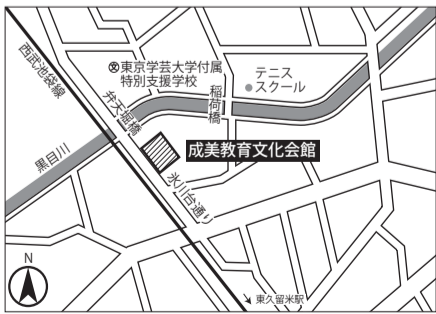 西武池袋線
東京学芸大学付属
特別支援学校
テニス
スクール
稲荷橋
弁天堀橋
成美教育文化会館
黒目川
氷川台通り
N
東久留米駅